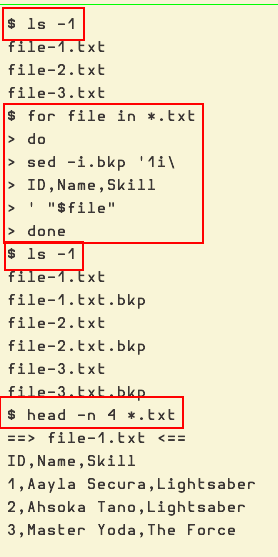 $ ls -1
file-1.txt
file-2.txt
file-3.txt
$ for file in *.txt
> do
> sed -i.bkp '1i\
> ID,Name,Skill
> ' "$file"
> done
$ ls -1
file-1.txt
file-1.txt.bkp
file-2.txt
file-2.txt.bkp
file-3.txt
file-3.txt.bkp
$ head -n 4 *.txt
==> file-1.txt <==
ID,Name,Skill
1,Aayla Secura,Lightsaber
2,Ahsoka Tano,Lightsaber
3,Master Yoda,The Force